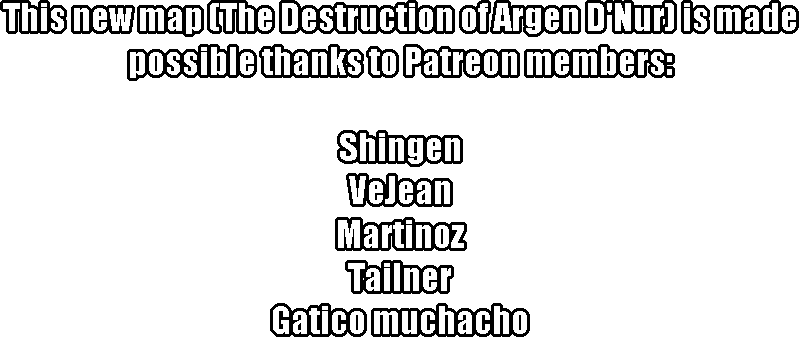 This new map (The Destruction of Argen D'Nur) is made
possible thanks to Patreon members:
Shingen
VeJean
Martinoz
Tailner
Gatico muchacho